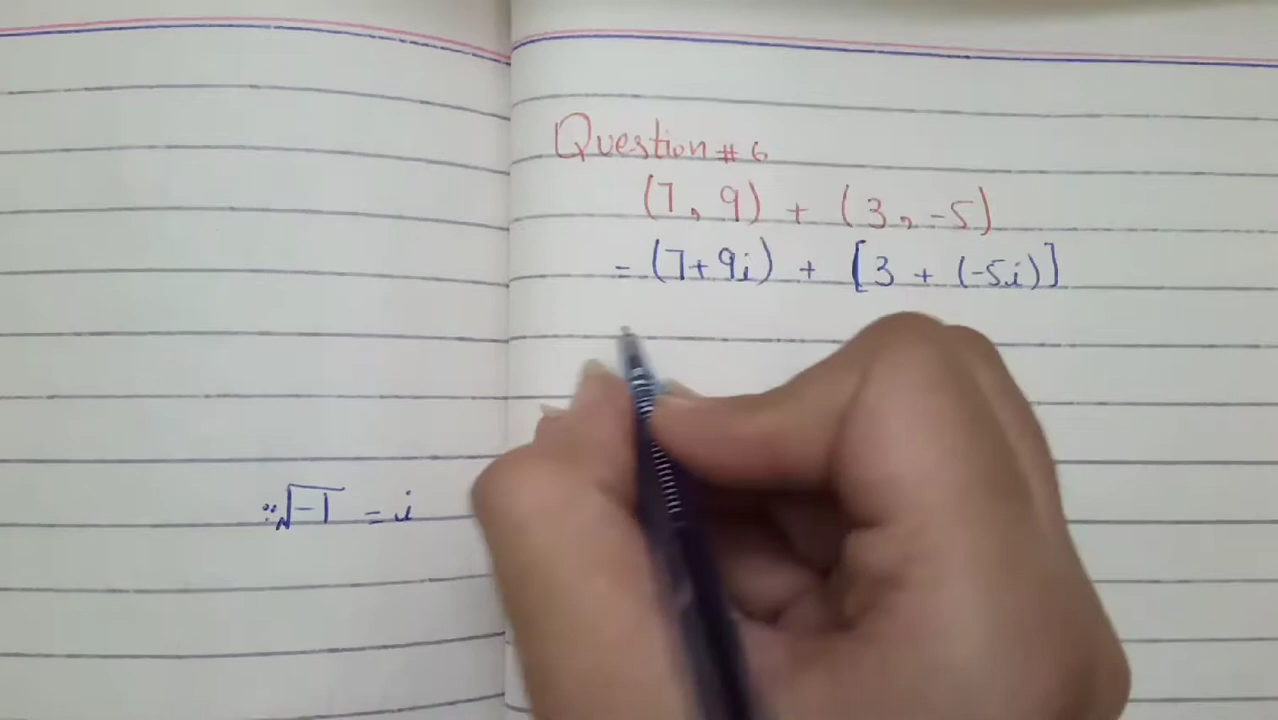 Question # 6
(7, 9) + (3, -5)
= (7+9i) + [3 + (-5i)]
∵ √-1 = i